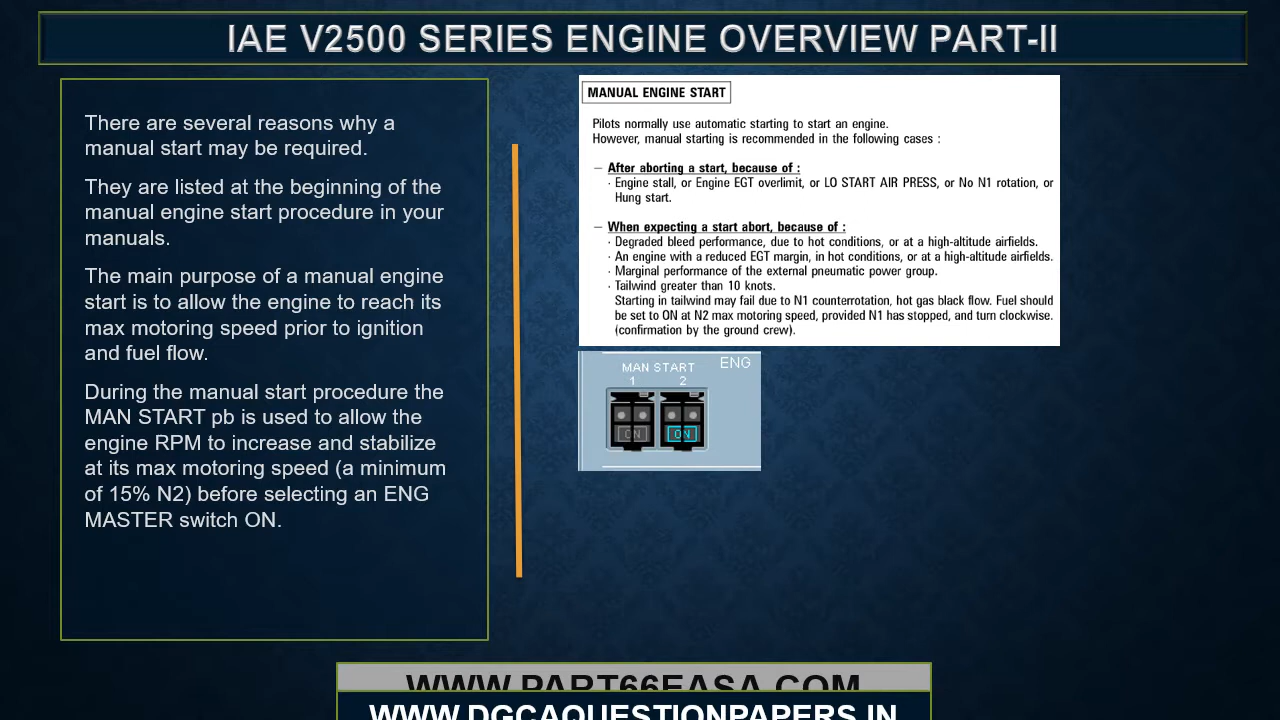 IAE V2500 SERIES ENGINE OVERVIEW PART-II
There are several reasons why a
manual start may be required.
They are listed at the beginning of the
manual engine start procedure in your
manuals.
The main purpose of a manual engine
start is to allow the engine to reach its
max motoring speed prior to ignition
and fuel flow.
During the manual start procedure the
MAN START pb is used to allow the
engine RPM to increase and stabilize
at its max motoring speed (a minimum
of 15% N2) before selecting an ENG
MASTER switch ON.
MANUAL ENGINE START
Pilots normally use automatic starting to start an engine.
However, manual starting is recommended in the following cases :
– After aborting a start, because of :
· Engine stall, or Engine EGT overlimit, or LO START AIR PRESS, or No N1 rotation, or
Hung start.
– When expecting a start abort, because of :
· Degraded bleed performance, due to hot conditions, or at a high-altitude airfields.
· An engine with a reduced EGT margin, in hot conditions, or at a high-altitude airfields.
· Marginal performance of the external pneumatic power group.
· Tailwind greater than 10 knots.
Starting in tailwind may fail due to N1 counterrotation, hot gas black flow. Fuel should
be set to ON at N2 max motoring speed, provided N1 has stopped, and turn clockwise.
(confirmation by the ground crew).
MAN START ENG
1 2
ON ON
WWW.PART66EASA.COM
WWW.DGCAQUESTIONPAPERS.IN